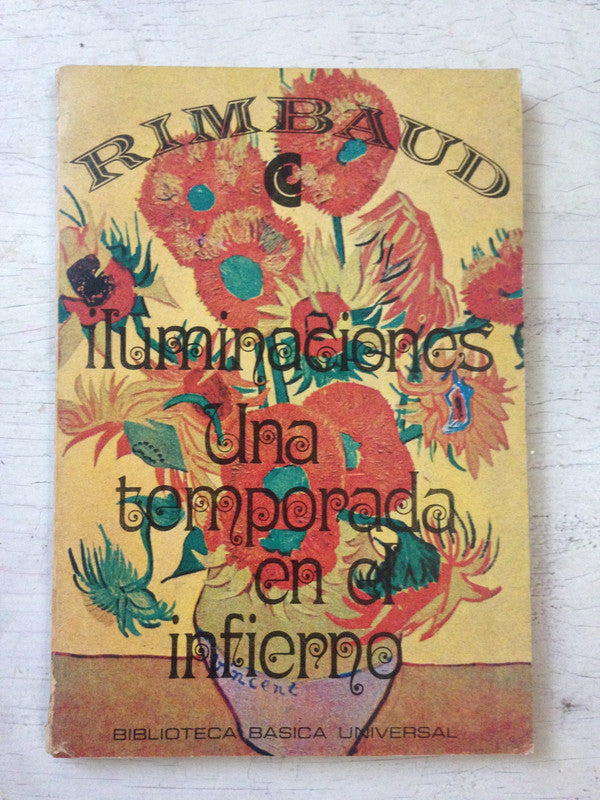 RIMBAUD
iluminaciones
Una
temporada
en el
infierno
Vincent
BIBLIOTECA BASICA UNIVERSAL